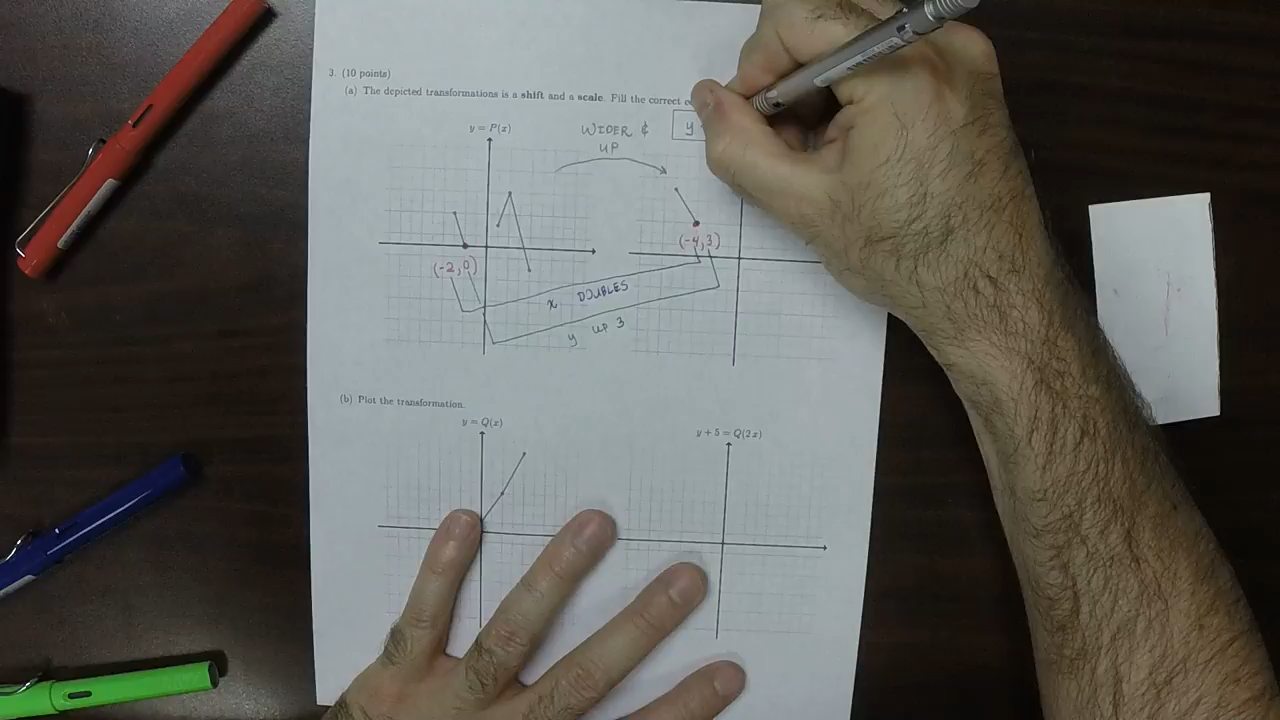 3. (10 points)
(a) The depicted transformations is a shift and a scale. Fill the correct
y = P(x)
WIDER &
UP
y
(-2,0)
(-4,3)
x DOUBLES
y UP 3
(b) Plot the transformation.
y = Q(x)
y + 5 = Q(2x)